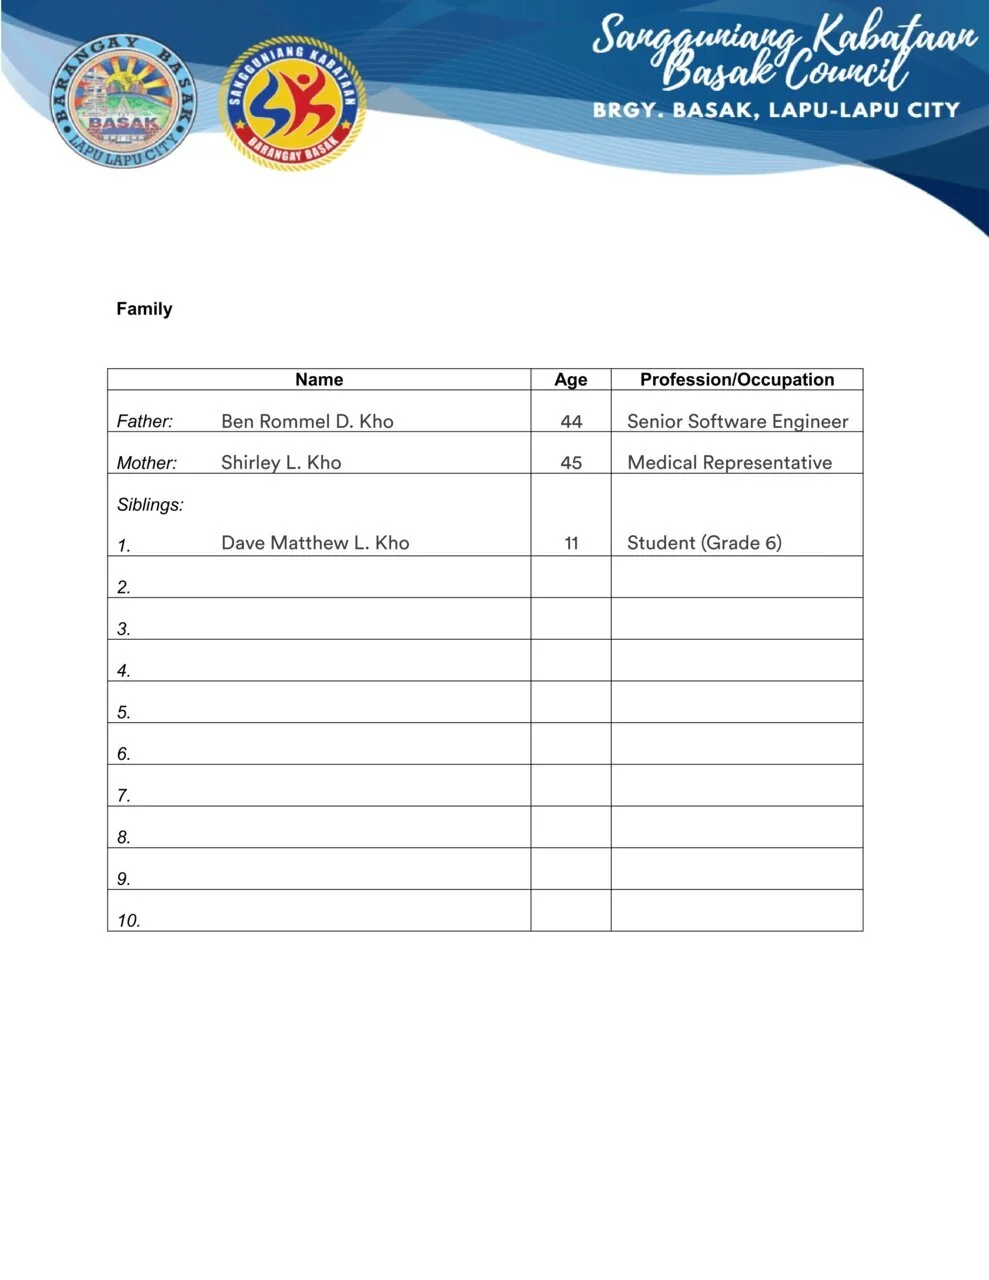 BARANGAY BASAK
BASAK
LAPU LAPU CITY
SANGGUNIANG KABATAAN
BARANGAY BASAK
Sangguniang Kabataan
Basak Council
BRGY. BASAK, LAPU-LAPU CITY
Family
Name Age Profession/Occupation
Father: Ben Rommel D. Kho 44 Senior Software Engineer
Mother: Shirley L. Kho 45 Medical Representative
Siblings:
1. Dave Matthew L. Kho 11 Student (Grade 6)
2.
3.
4.
5.
6.
7.
8.
9.
10.